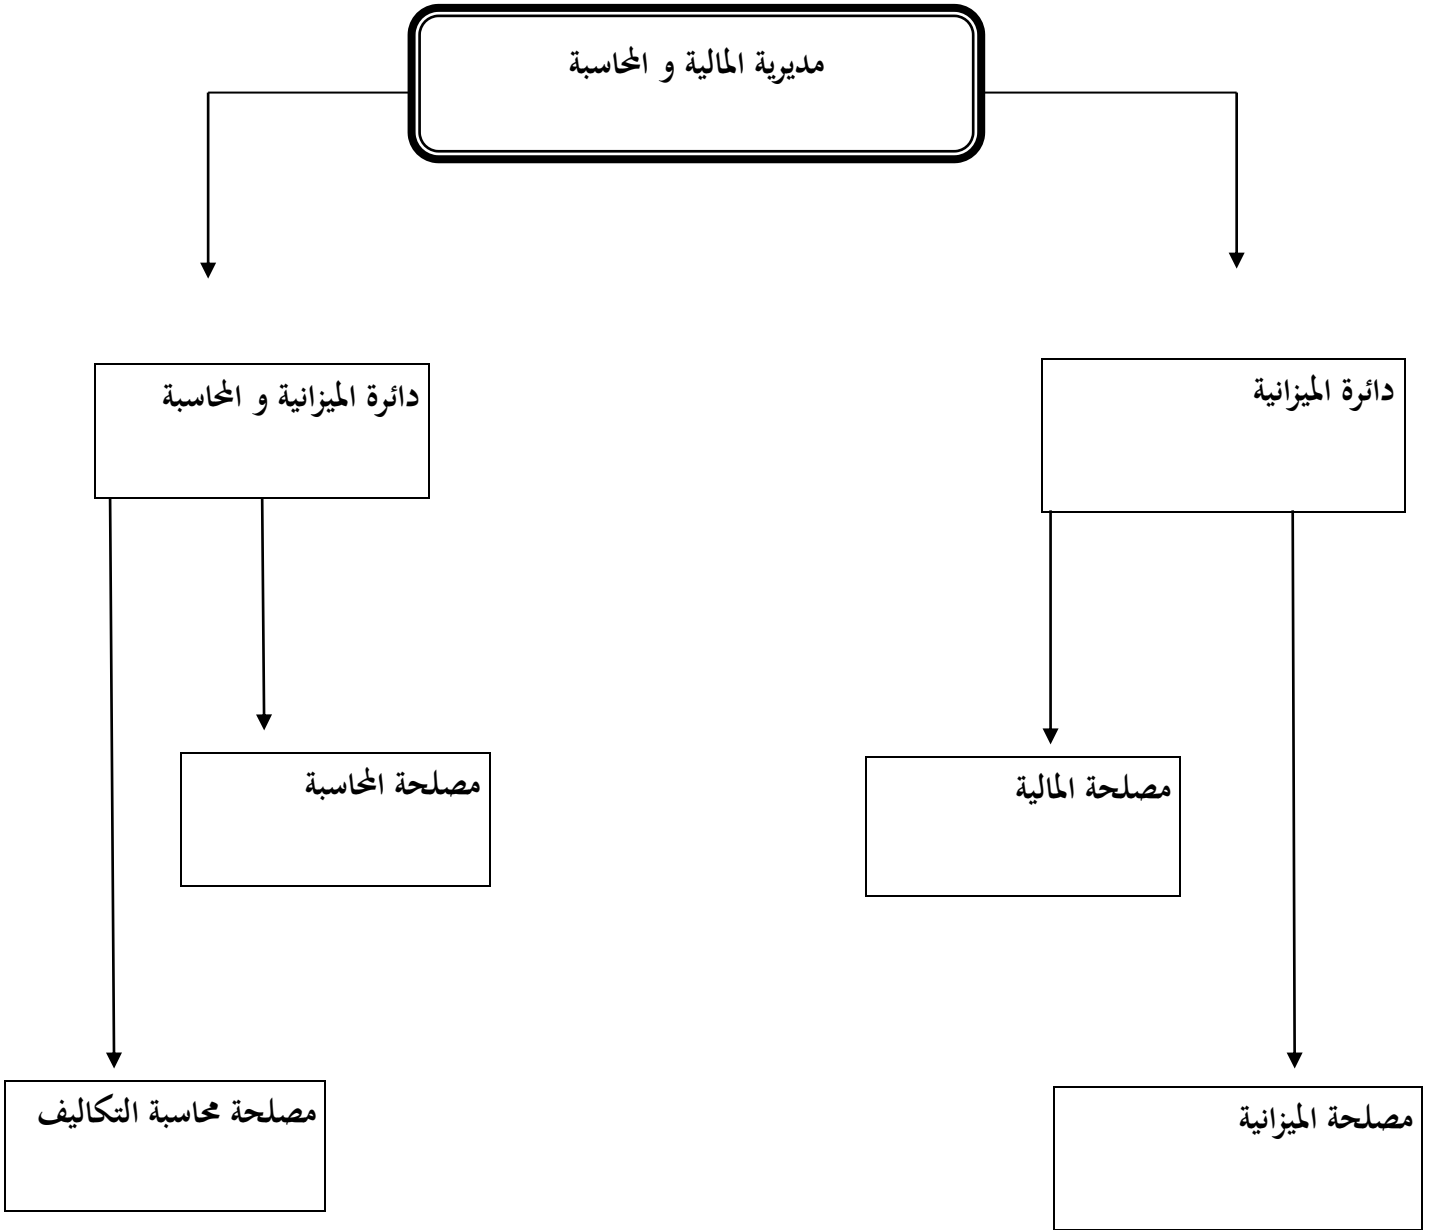 مديرية المالية و المحاسبة
دائرة الميزانية
دائرة الميزانية و المحاسبة
مصلحة المالية
مصلحة المحاسبة
مصلحة الميزانية
مصلحة محاسبة التكاليف